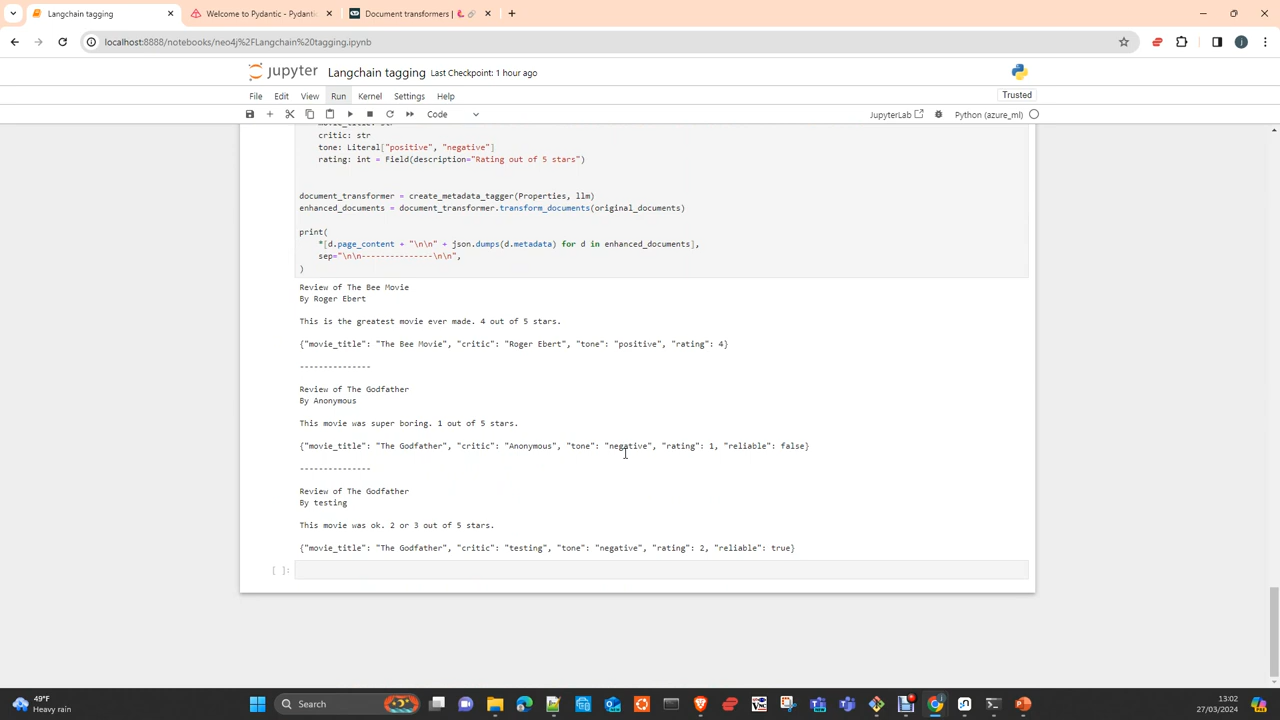 Langchain tagging
Welcome to Pydantic - Pydantic
Document transformers |
localhost:8888/notebooks/neo4j%2FLangchain%20tagging.ipynb
jupyter Langchain tagging Last Checkpoint: 1 hour ago
File Edit View Run Kernel Settings Help
Trusted
Code
JupyterLab
Python (azure_ml)
critic: str
tone: Literal["positive", "negative"]
rating: int = Field(description="Rating out of 5 stars")
document_transformer = create_metadata_tagger(Properties, llm)
enhanced_documents = document_transformer.transform_documents(original_documents)
print(
*[d.page_content + "\n\n" + json.dumps(d.metadata) for d in enhanced_documents],
sep="\n\n---------------\n\n",
)
Review of The Bee Movie
By Roger Ebert
This is the greatest movie ever made. 4 out of 5 stars.
{"movie_title": "The Bee Movie", "critic": "Roger Ebert", "tone": "positive", "rating": 4}
---------------
Review of The Godfather
By Anonymous
This movie was super boring. 1 out of 5 stars.
{"movie_title": "The Godfather", "critic": "Anonymous", "tone": "negative", "rating": 1, "reliable": false}
---------------
Review of The Godfather
By testing
This movie was ok. 2 or 3 out of 5 stars.
{"movie_title": "The Godfather", "critic": "testing", "tone": "negative", "rating": 2, "reliable": true}
[ ]:
49°F
Heavy rain
Search
13:02
27/03/2024